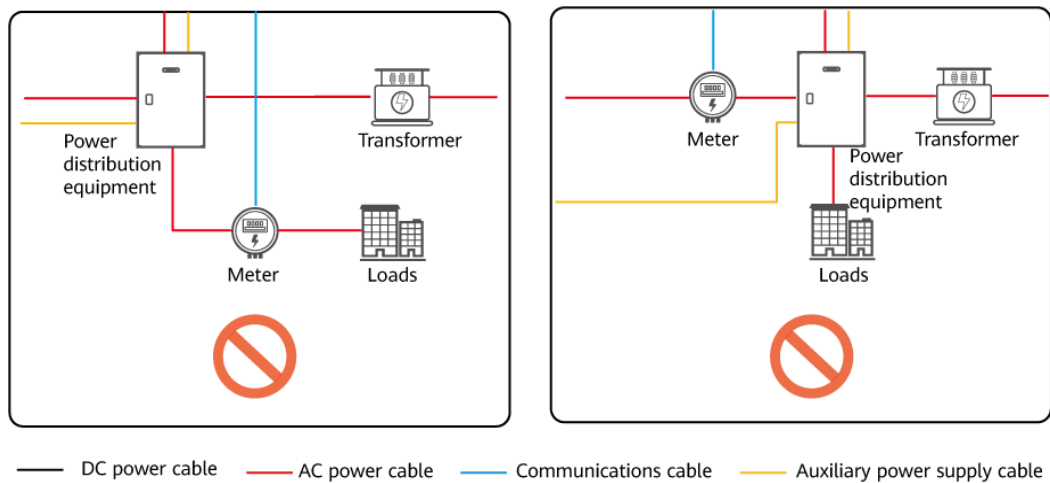 Power
distribution
equipment
Transformer
Meter
Loads
Meter
Power
distribution
equipment
Transformer
Loads
DC power cable
AC power cable
Communications cable
Auxiliary power supply cable